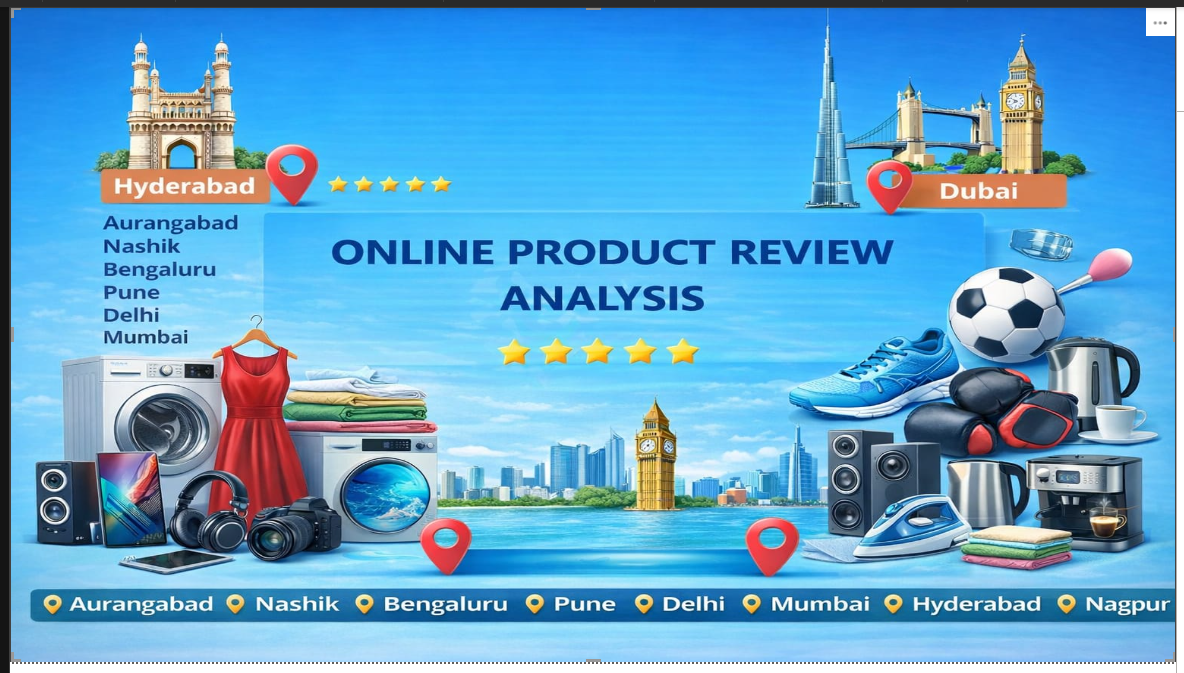 Hyderabad
Dubai
Aurangabad
Nashik
Bengaluru
Pune
Delhi
Mumbai
ONLINE PRODUCT REVIEW
ANALYSIS
Aurangabad Nashik Bengaluru Pune Delhi Mumbai Hyderabad Nagpur